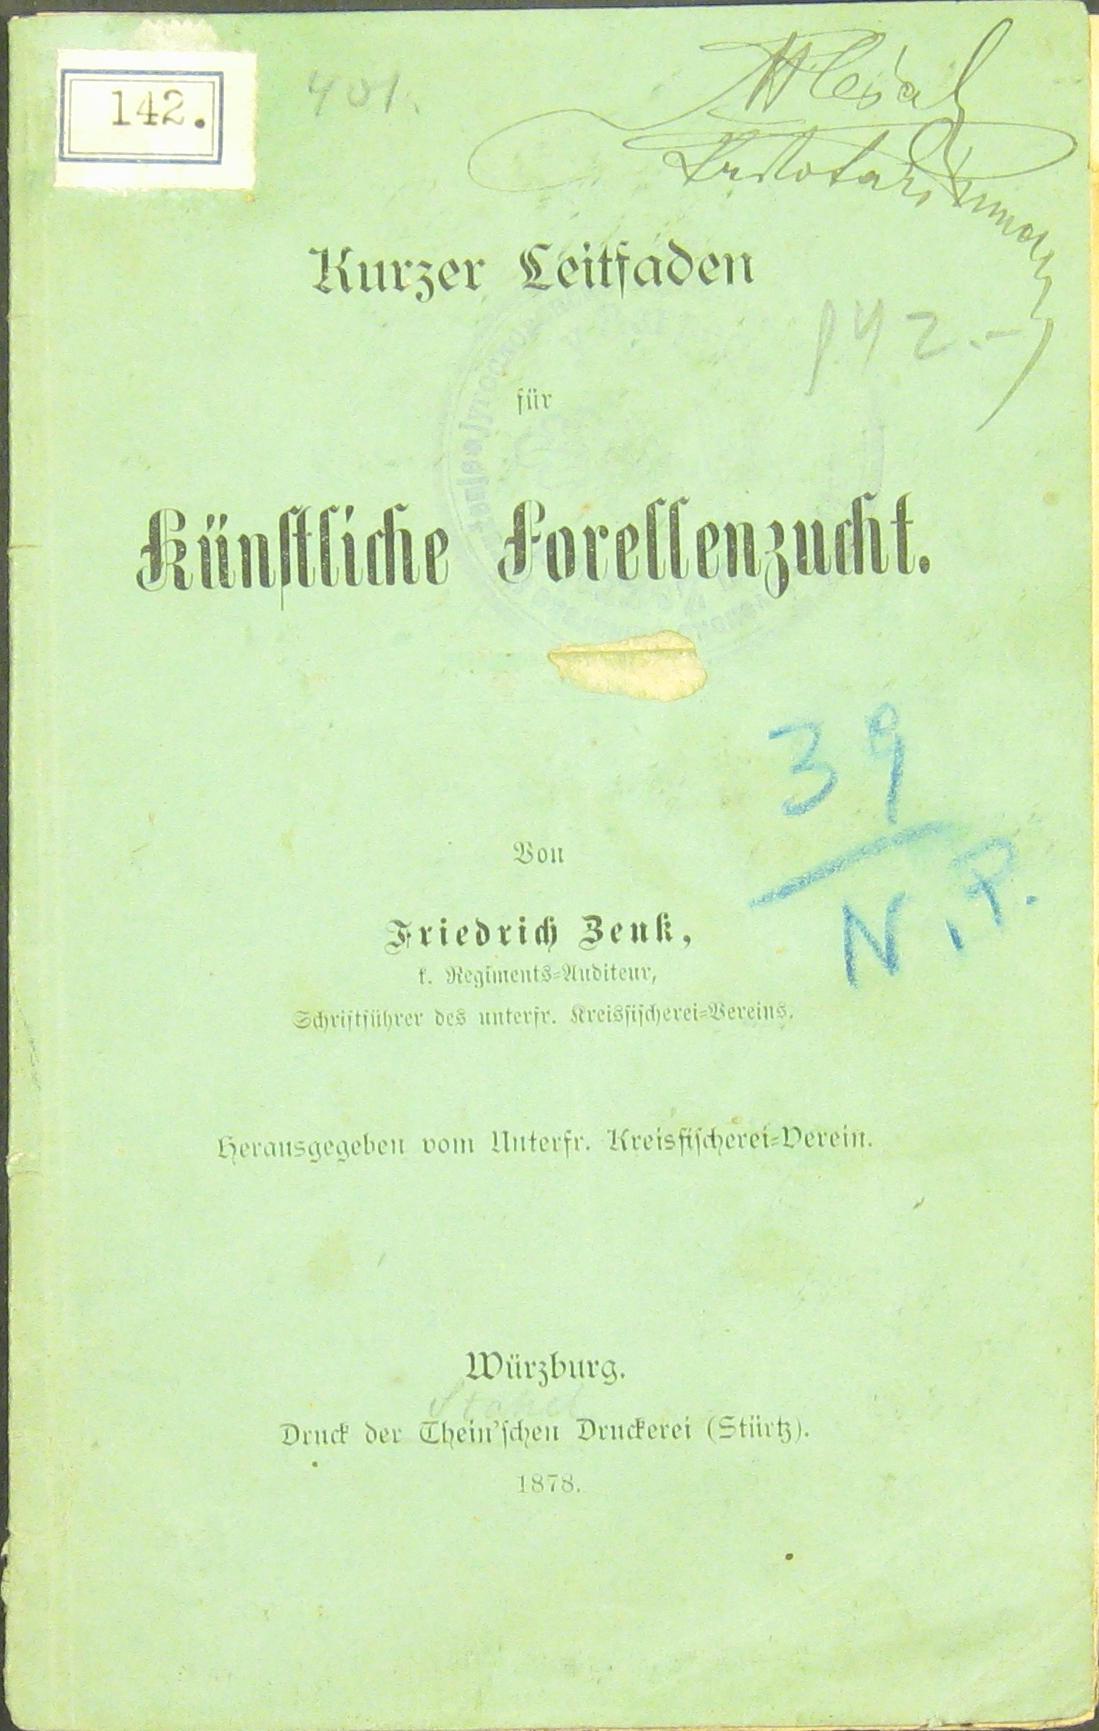 142.
401.
Kurzer Leitfaden
142.-
für
Künstliche Forellenzucht.
39
N.P.
Von
Friedrich Zenk,
k. Regiments-Auditeur,
Schriftführer des unterfr. Kreisfischerei-Vereins.
Herausgegeben vom Unterfr. Kreisfischerei-Verein.
Würzburg.
Stahel
Druck der Thein'schen Druckerei (Stürtz).
1878.